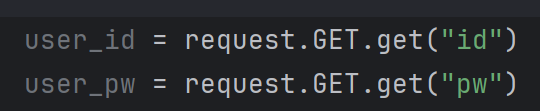 user_id = request.GET.get("id")
user_pw = request.GET.get("pw")